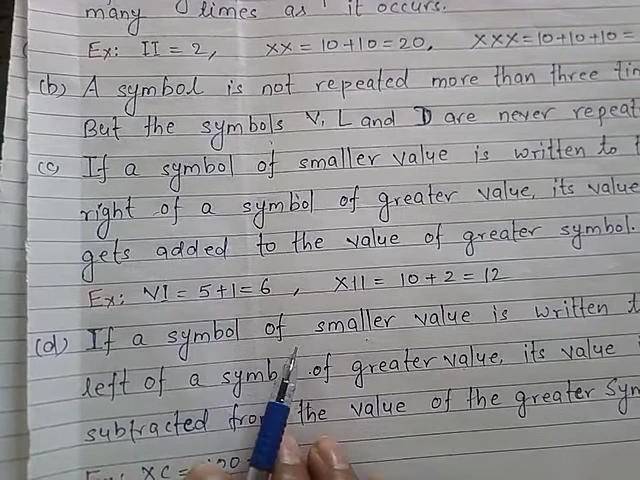 many times as it occurs.
Ex: II = 2, XX = 10+10=20, XXX=10+10+10=
(b) A symbol is not repeated more than three
But the symbols V, L and D are never
(c) If a symbol of smaller value is written to
right of a symbol of greater value, its value
gets added to the value of greater symbol.
Ex: VI = 5+1=6, XII = 10+2=12
(d) If a symbol of smaller value is written
left of a of greater value, its value
subtracted from the value of the greater
XC =